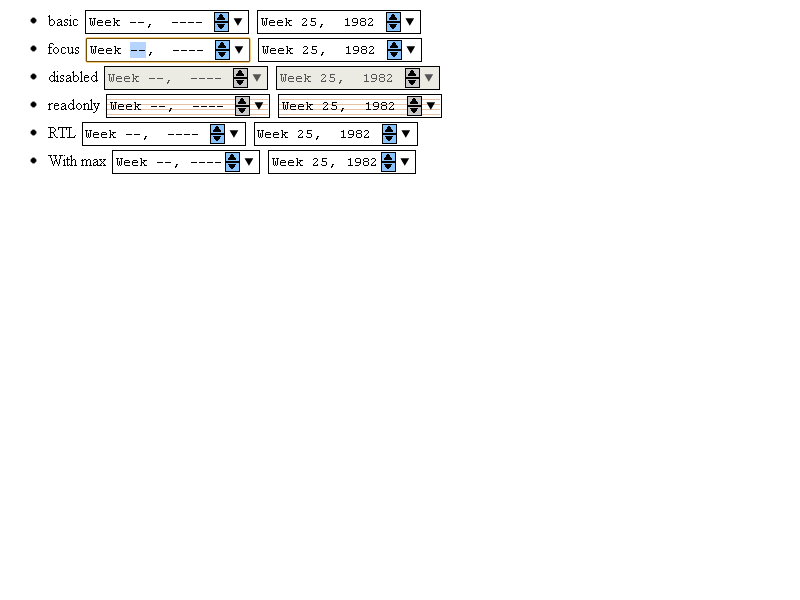 basic Week --, ---- Week 25, 1982
focus Week --, ---- Week 25, 1982
disabled Week --, ---- Week 25, 1982
readonly Week --, ---- Week 25, 1982
RTL Week --, ---- Week 25, 1982
With max Week --, ---- Week 25, 1982